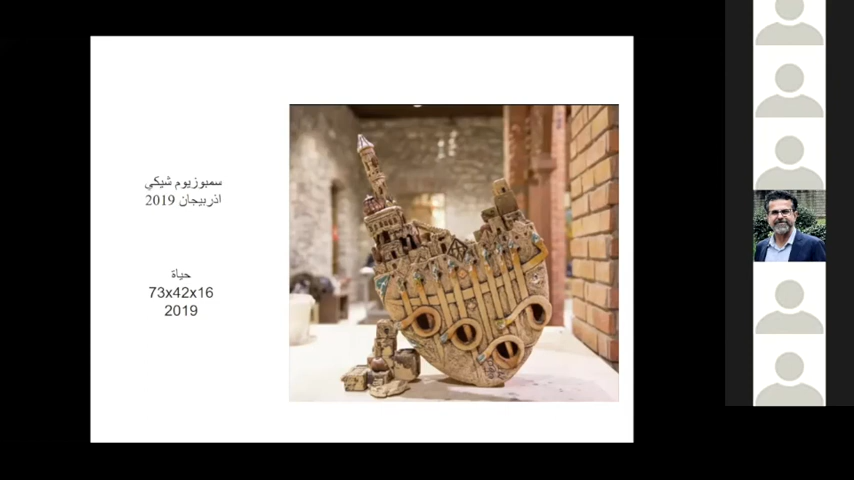 سمبوزيوم شيكي
اذربيجان 2019
حياة
73x42x16
2019